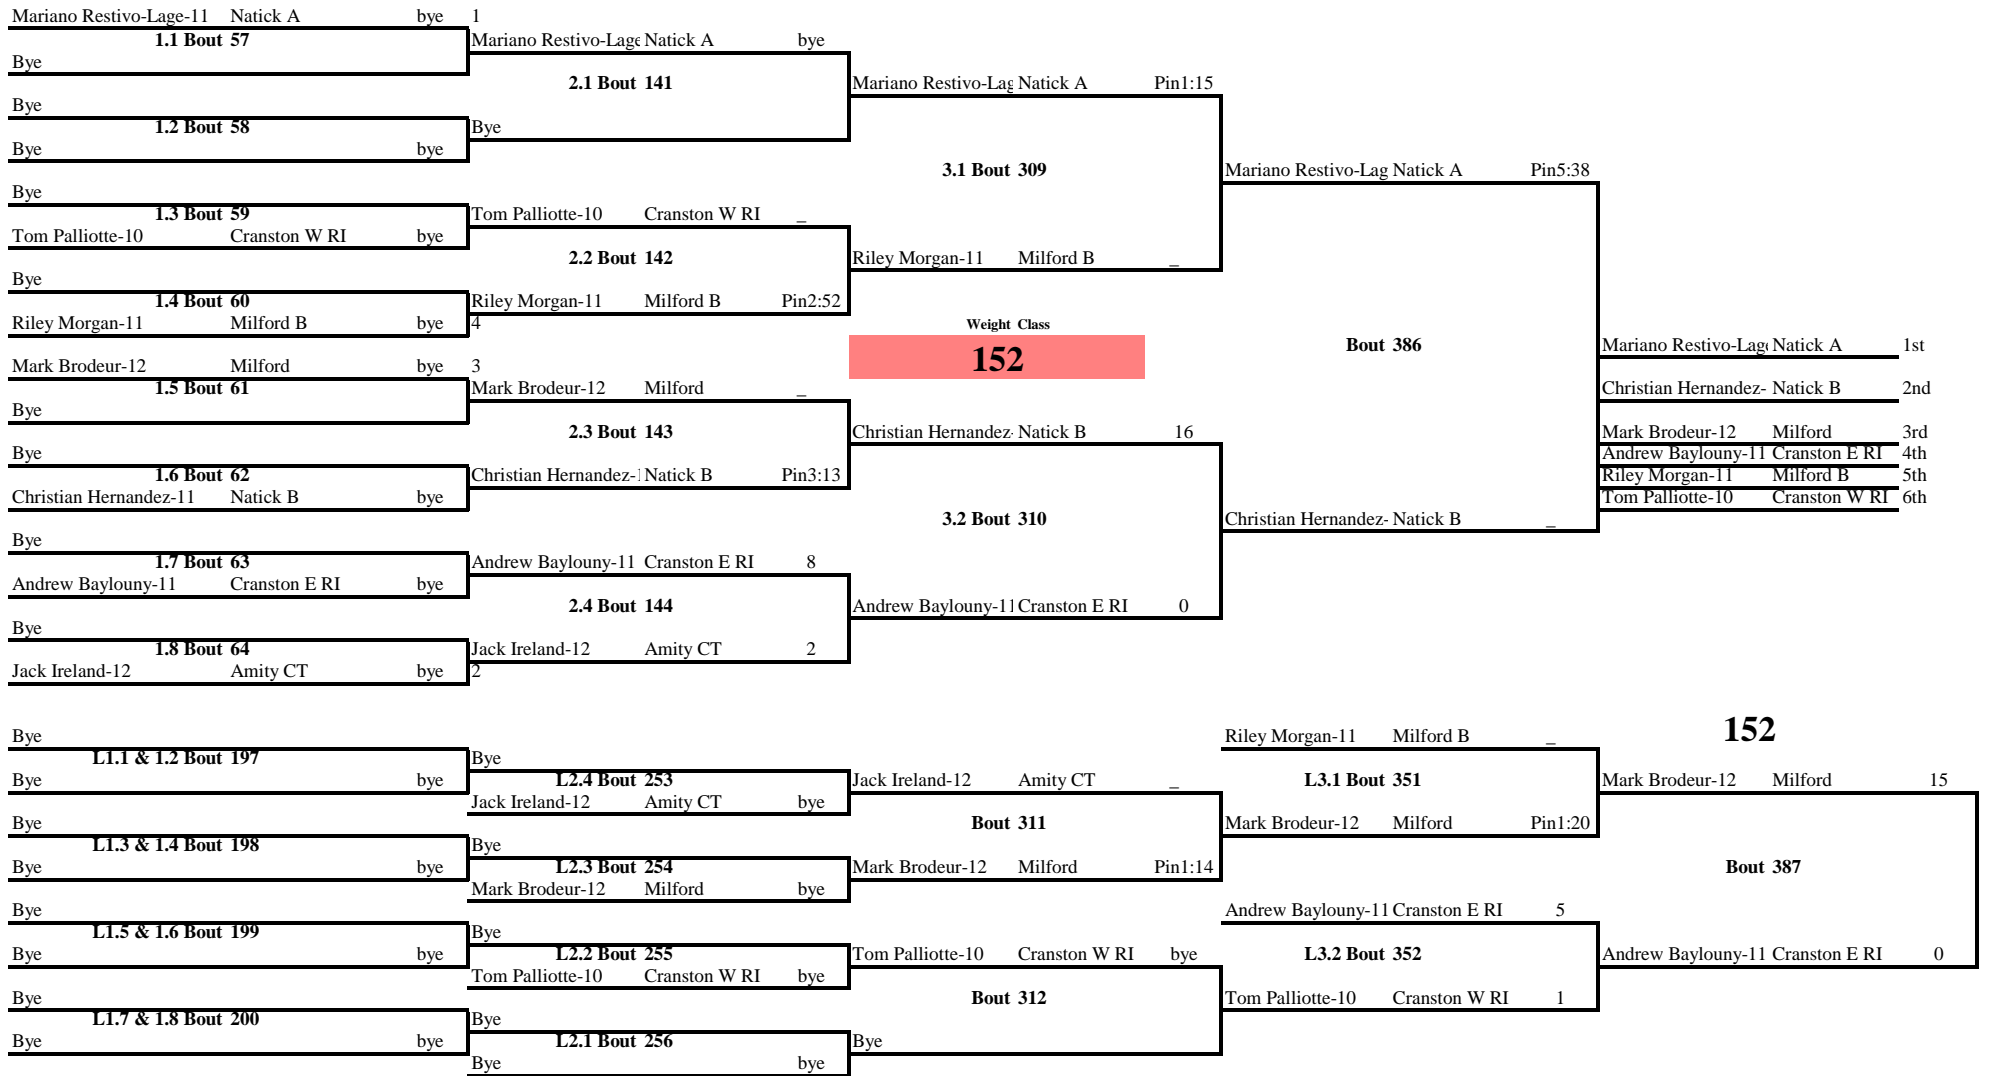 Mariano Restivo-Lage-11 Natick A bye 1
1.1 Bout 57
Mariano Restivo-Lage Natick A bye
Bye
2.1 Bout 141
Mariano Restivo-Lag Natick A Pin1:15
Bye
1.2 Bout 58
Bye
Bye bye
3.1 Bout 309
Mariano Restivo-Lag Natick A Pin5:38
Bye
1.3 Bout 59
Tom Palliotte-10 Cranston W RI _
Tom Palliotte-10 Cranston W RI bye
2.2 Bout 142
Riley Morgan-11 Milford B _
Bye
1.4 Bout 60
Riley Morgan-11 Milford B Pin2:52
Riley Morgan-11 Milford B bye 4
Weight Class
152
Bout 386
Mariano Restivo-Lage Natick A 1st
Mark Brodeur-12 Milford bye 3
1.5 Bout 61
Mark Brodeur-12 Milford _
Christian Hernandez- Natick B 2nd
Bye
2.3 Bout 143
Christian Hernandez- Natick B 16
Mark Brodeur-12 Milford 3rd
Bye
Andrew Baylouny-11 Cranston E RI 4th
1.6 Bout 62
Christian Hernandez-1 Natick B Pin3:13
Riley Morgan-11 Milford B 5th
Christian Hernandez-11 Natick B bye
Tom Palliotte-10 Cranston W RI 6th
3.2 Bout 310
Christian Hernandez- Natick B _
Bye
1.7 Bout 63
Andrew Baylouny-11 Cranston E RI 8
Andrew Baylouny-11 Cranston E RI bye
2.4 Bout 144
Andrew Baylouny-11 Cranston E RI 0
Bye
1.8 Bout 64
Jack Ireland-12 Amity CT 2
Jack Ireland-12 Amity CT bye 2
152
Bye
Riley Morgan-11 Milford B _
L1.1 & 1.2 Bout 197
Bye
Bye bye
L2.4 Bout 253
Jack Ireland-12 Amity CT _
L3.1 Bout 351
Mark Brodeur-12 Milford 15
Jack Ireland-12 Amity CT bye
Bye
Bout 311
Mark Brodeur-12 Milford Pin1:20
L1.3 & 1.4 Bout 198
Bye
Bye bye
L2.3 Bout 254
Mark Brodeur-12 Milford Pin1:14
Bout 387
Mark Brodeur-12 Milford bye
Bye
Andrew Baylouny-11 Cranston E RI 5
L1.5 & 1.6 Bout 199
Bye
Bye bye
L2.2 Bout 255
Tom Palliotte-10 Cranston W RI bye
L3.2 Bout 352
Andrew Baylouny-11 Cranston E RI 0
Tom Palliotte-10 Cranston W RI bye
Bye
Bout 312
Tom Palliotte-10 Cranston W RI 1
L1.7 & 1.8 Bout 200
Bye
Bye bye
L2.1 Bout 256
Bye
Bye bye